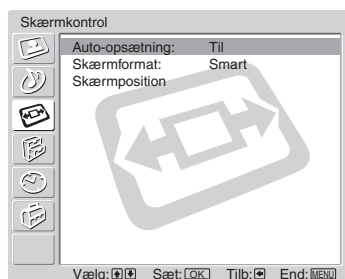 Skærmkontrol
Auto-opsætning: Til
Skærmformat: Smart
Skærmposition
Vælg: Sæt: OK Tilb: End: MENU